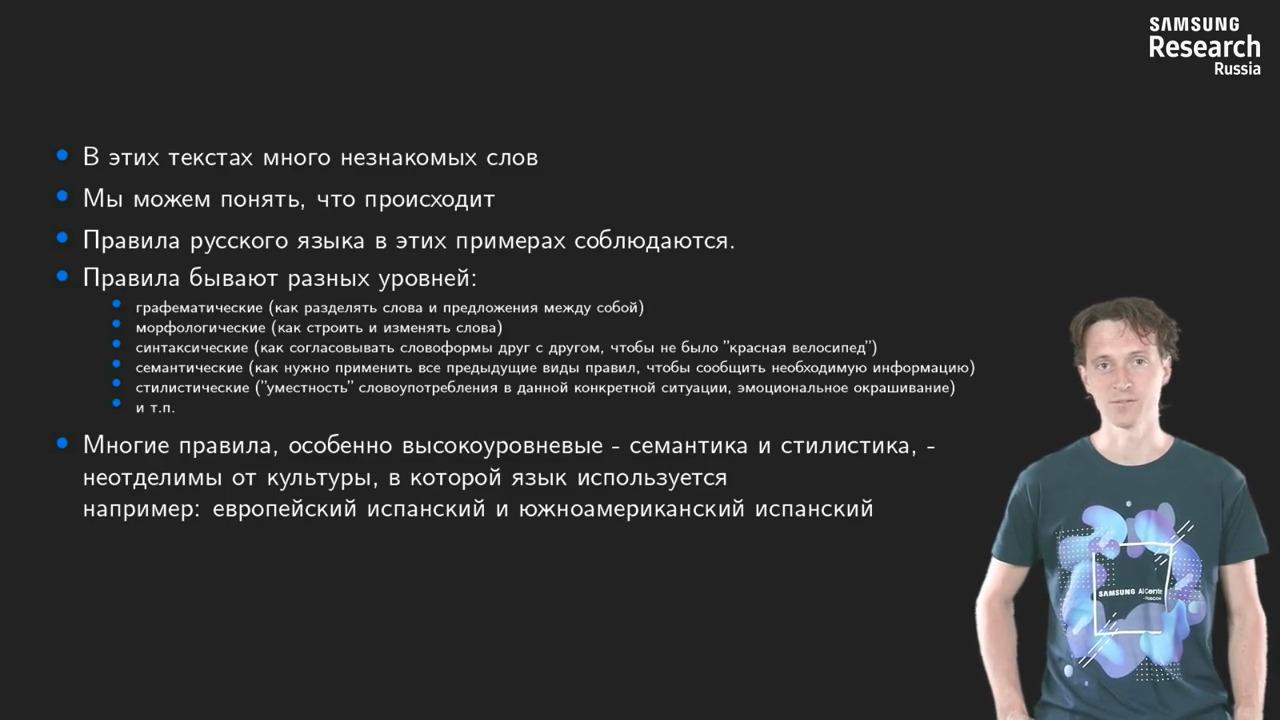 SAMSUNG
Research
Russia
В этих текстах много незнакомых слов
Мы можем понять, что происходит
Правила русского языка в этих примерах соблюдаются.
Правила бывают разных уровней:
графематические (как разделять слова и предложения между собой)
морфологические (как строить и изменять слова)
синтаксические (как согласовывать словоформы друг с другом, чтобы не было "красная велосипед")
семантические (как нужно применить все предыдущие виды правил, чтобы сообщить необходимую информацию)
стилистические ("уместность" словоупотребления в данной конкретной ситуации, эмоциональное окрашивание)
и т.п.
Многие правила, особенно высокоуровневые - семантика и стилистика, -
неотделимы от культуры, в которой язык используется
например: европейский испанский и южноамериканский испанский
SAMSUNG AI Center